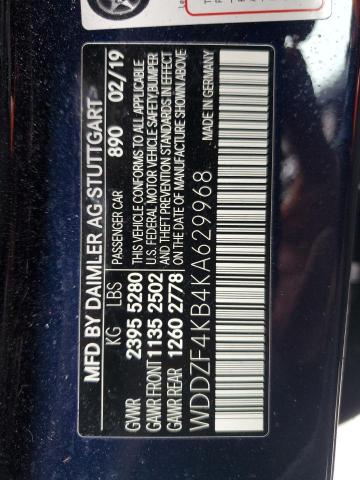 MFD BY DAIMLER AG STUTTGART
KG LBS PASSENGER CAR 890 02/19
GVWR 2395 5280 THIS VEHICLE CONFORMS TO ALL APPLICABLE
GAWR FRONT 1135 2502 U.S. FEDERAL MOTOR VEHICLE SAFETY, BUMPER
GAWR REAR 1260 2778 AND THEFT PREVENTION STANDARDS IN EFFECT
ON THE DATE OF MANUFACTURE SHOWN ABOVE
WDDZF4KB4KA629968 MADE IN GERMANY